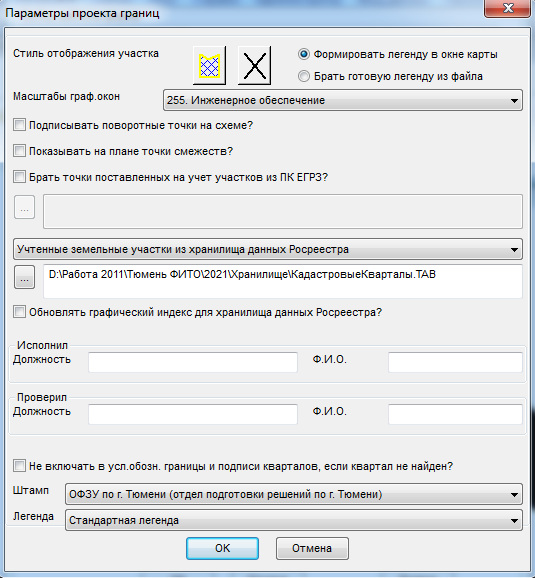 Параметры проекта границ
Стиль отображения участка
Формировать легенду в окне карты
Брать готовую легенду из файла
Масштабы граф.окон
255. Инженерное обеспечение
Подписывать поворотные точки на схеме?
Показывать на плане точки смежеств?
Брать точки поставленных на учет участков из ПК ЕГРЗ?
...
Учтенные земельные участки из хранилища данных Росреестра
...
D:\Работа 2011\Тюмень ФИТО\2021\Хранилище\КадастровыеКварталы.TAB
Обновлять графический индекс для хранилища данных Росреестра?
Исполнил
Должность
Ф.И.О.
Проверил
Должность
Ф.И.О.
Не включать в усл.обозн. границы и подписи кварталов, если квартал не найден?
Штамп
ОФЗУ по г. Тюмени (отдел подготовки решений по г. Тюмени)
Легенда
Стандартная легенда
OK
Отмена